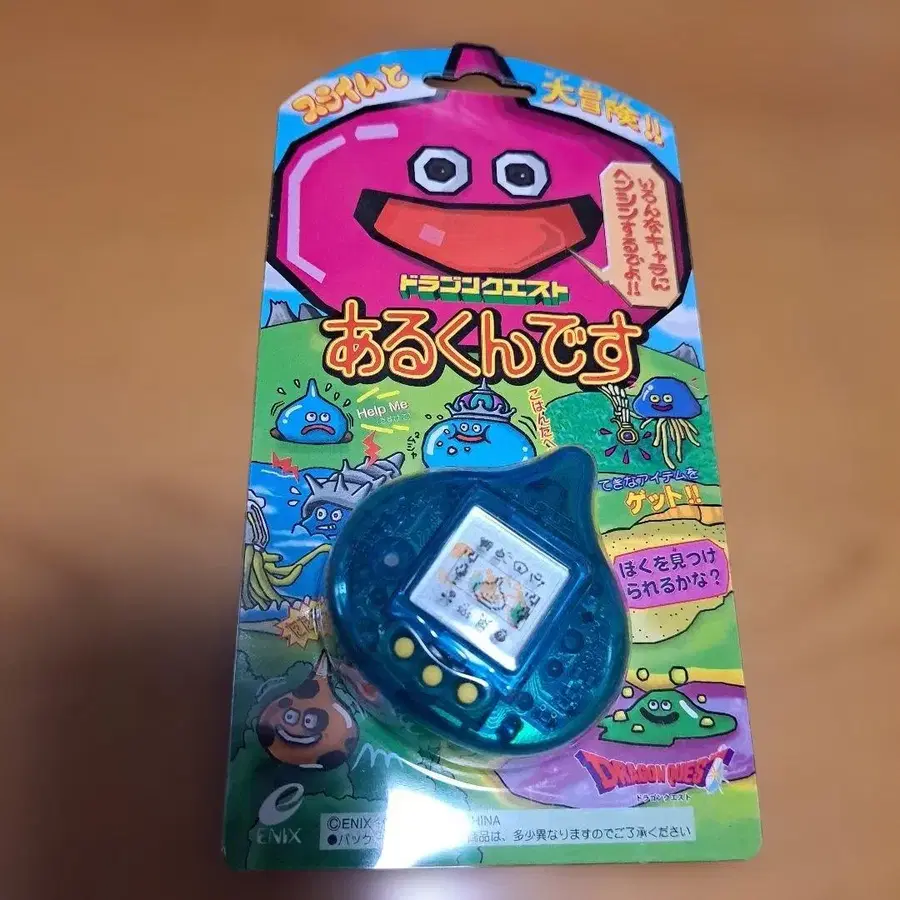 スライムと
大冒険!!
いろんなキャラに
ヘンシンするぞよ!!
ドラゴンクエスト
あるくんです
Help Me
ごはんだべ
てきなアイテムを
ゲット!!
ぼくを見つけ
られるかな?
DRAGON QUEST
ドラゴンクエスト
ENIX
©ENIX
CHINA
●パッケ
商品は、多少異なりますのでご了承ください